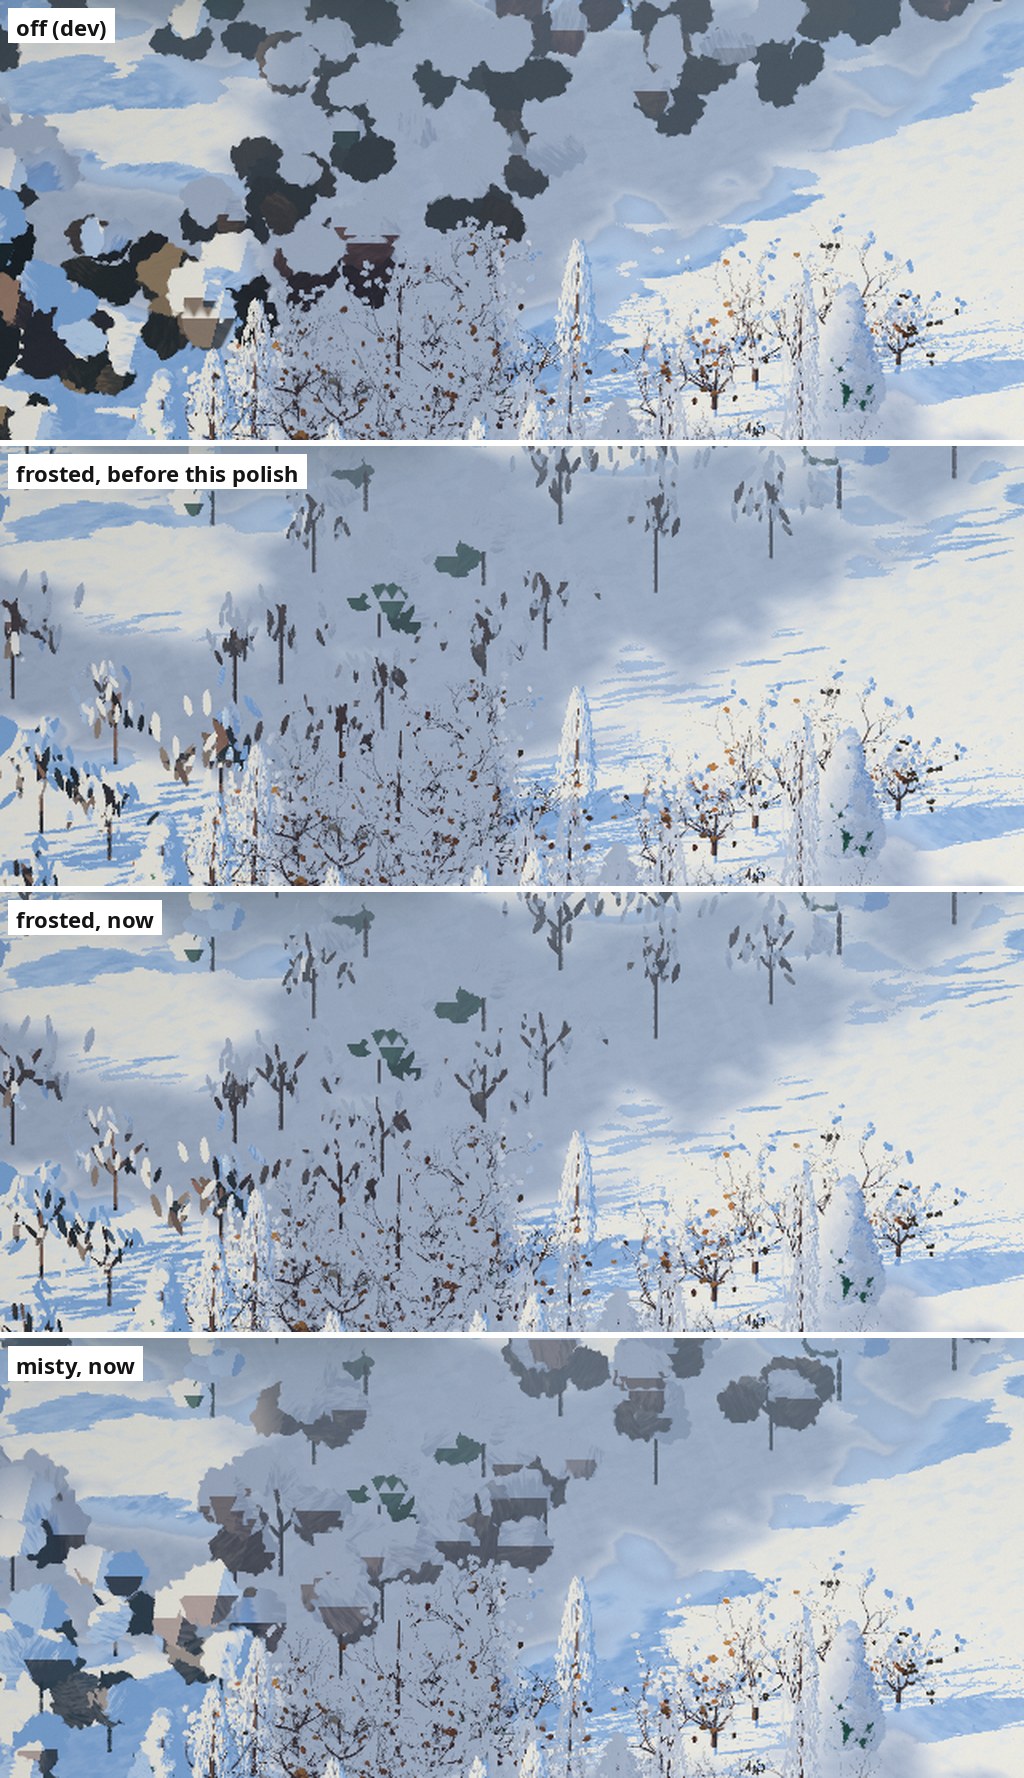 off (dev)
frosted, before this polish
frosted, now
misty, now